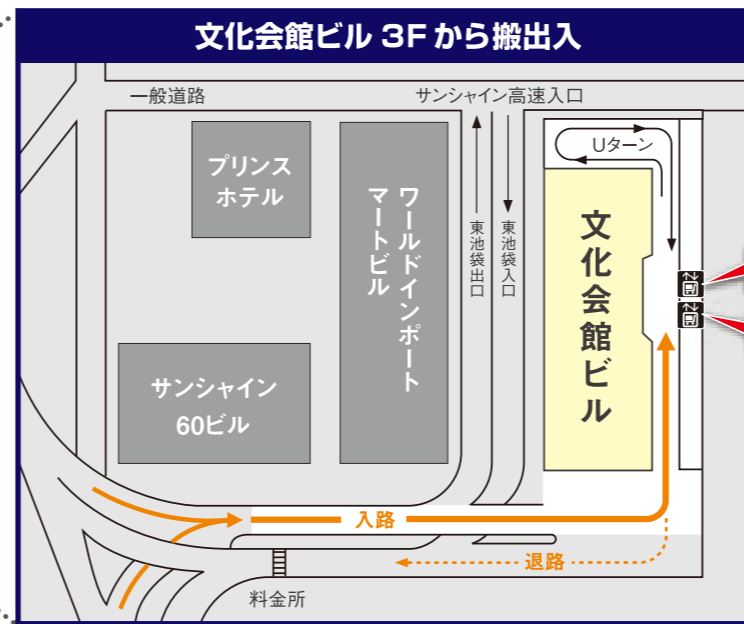 文化会館ビル 3Fから搬出入
一般道路
サンシャイン高速入口
プリンス
ホテル
ワールドインポート
マートビル
東池袋出口
東池袋入口
Uターン
文化会館ビル
サンシャイン
60ビル
入路
退路
料金所